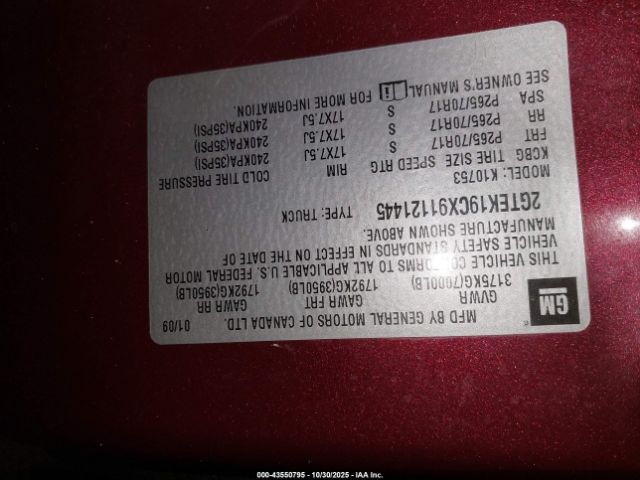 GM
MFD BY GENERAL MOTORS OF CANADA LTD.
01/09
GVWR GAWR FRT GAWR RR
3175KG(7000LB) 1792KG(3950LB) 1792KG(3950LB)
THIS VEHICLE CONFORMS TO ALL APPLICABLE U.S. FEDERAL MOTOR
VEHICLE SAFETY STANDARDS IN EFFECT ON THE DATE OF
MANUFACTURE SHOWN ABOVE.
2GTEK19CX91121445 TYPE: TRUCK
MODEL: K10753
KCBG TIRE SIZE SPEED RTG RIM COLD TIRE PRESSURE
FRT P265/70R17 S 17X7.5J 240KPA(35PSI)
RR P265/70R17 S 17X7.5J 240KPA(35PSI)
SPA P265/70R17 S 17X7.5J 240KPA(35PSI)
SEE OWNER'S MANUAL i FOR MORE INFORMATION.
000-43550795 - 10/30/2025 - IAA Inc.